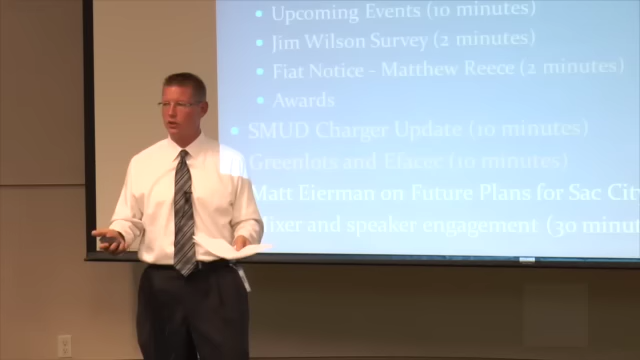 Upcoming Events (10 minutes)
Jim Wilson Survey (2 minutes)
Fiat Notice - Matthew Reece (2 minutes)
Awards
SMUD Charger Update (10 minutes)
Greenlots and Efacec (10 minutes)
Matt Eierman on Future Plans for Sac City
Mixer and speaker engagement (30 minut